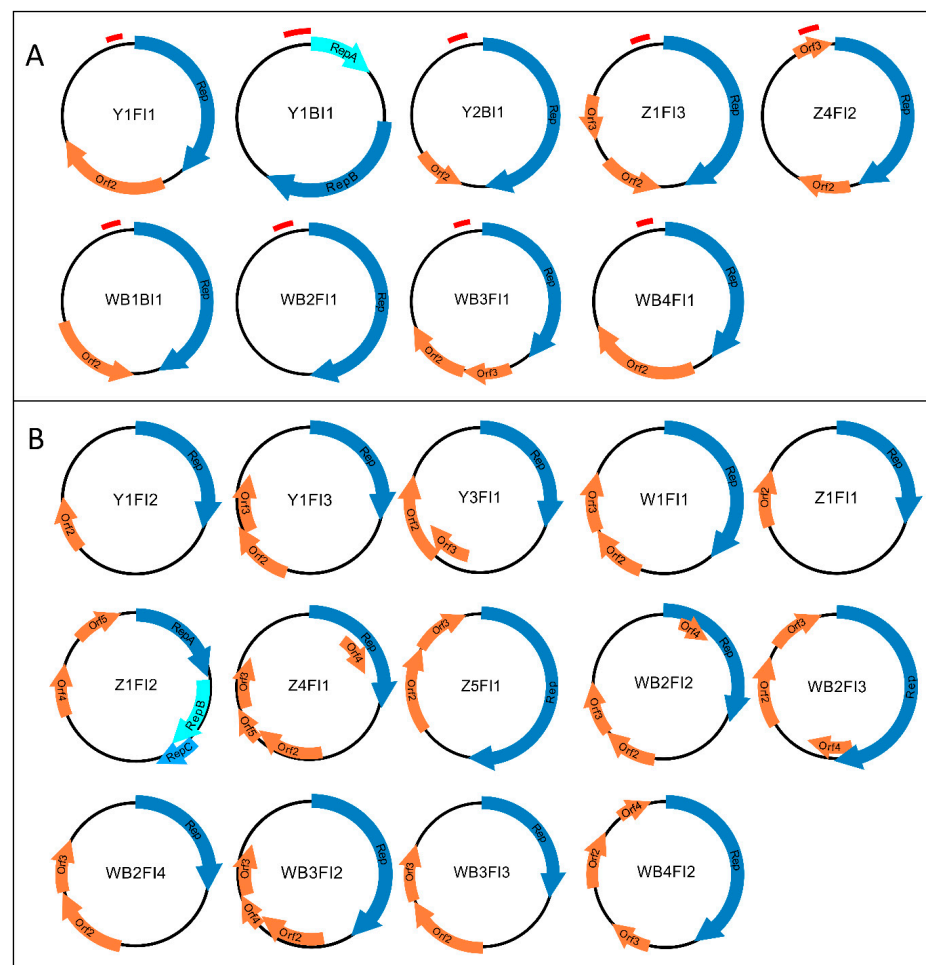 A
Y1FI1
Rep
Orf2
Y1BI1
RepA
RepB
Y2BI1
Rep
Orf2
Z1FI3
Rep
Orf3
Orf2
Z4FI2
Orf3
Rep
Orf2
WB1BI1
Rep
Orf2
WB2FI1
Rep
WB3FI1
Rep
Orf2
Orf3
WB4FI1
Rep
Orf2
B
Y1FI2
Rep
Orf2
Y1FI3
Rep
Orf3
Orf2
Y3FI1
Rep
Orf2
Orf3
W1FI1
Rep
Orf3
Orf2
Z1FI1
Rep
Orf2
Z1FI2
Orf5
RepA
Orf4
RepB
RepC
Z4FI1
Rep
Orf4
Orf3
Orf5
Orf2
Z5FI1
Orf3
Orf2
Rep
WB2FI2
Orf4
Rep
Orf3
Orf2
WB2FI3
Orf3
Orf2
Rep
Orf4
WB2FI4
Rep
Orf3
Orf2
WB3FI2
Rep
Orf3
Orf4
Orf2
WB3FI3
Rep
Orf3
Orf2
WB4FI2
Orf4
Rep
Orf2
Orf3